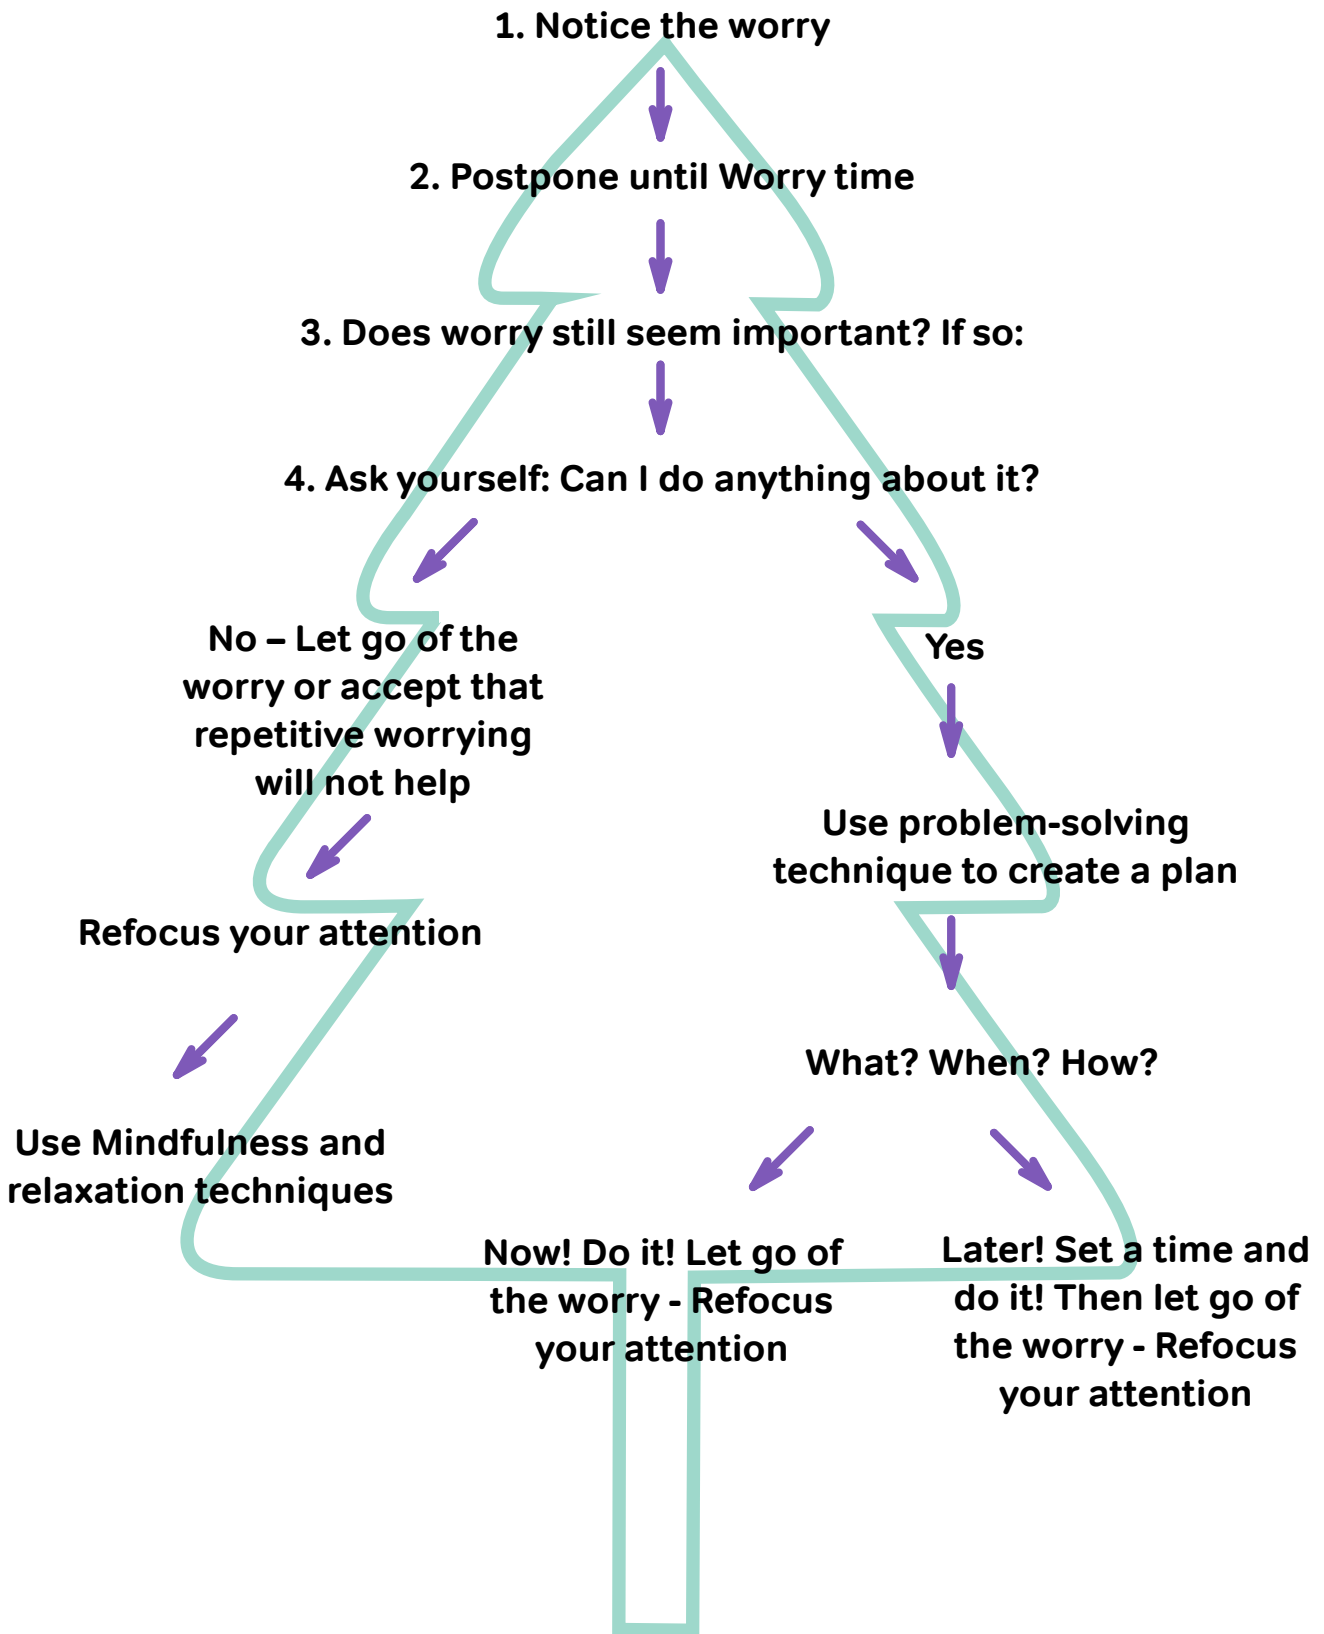 1. Notice the worry
2. Postpone until Worry time
3. Does worry still seem important? If so:
4. Ask yourself: Can I do anything about it?
No – Let go of the
worry or accept that
repetitive worrying
will not help
Refocus your attention
Use Mindfulness and
relaxation techniques
Yes
Use problem-solving
technique to create a plan
What? When? How?
Now! Do it! Let go of
the worry - Refocus
your attention
Later! Set a time and
do it! Then let go of
the worry - Refocus
your attention